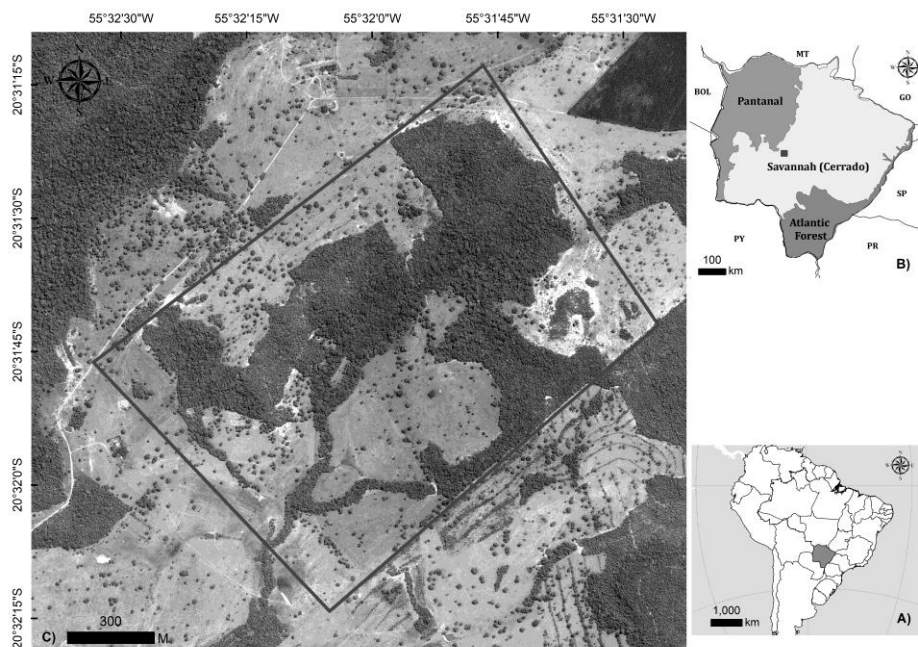 55°32'30"W
55°32'15"W
55°32'0"W
55°31'45"W
55°31'30"W
20°31'15"S
20°31'30"S
20°31'45"S
20°32'0"S
20°32'15"S
N
W
300
M
C)
MT
BOL
Pantanal
GO
Savannah (Cerrado)
SP
Atlantic
Forest
PY
PR
100
km
B)
1,000
km
A)